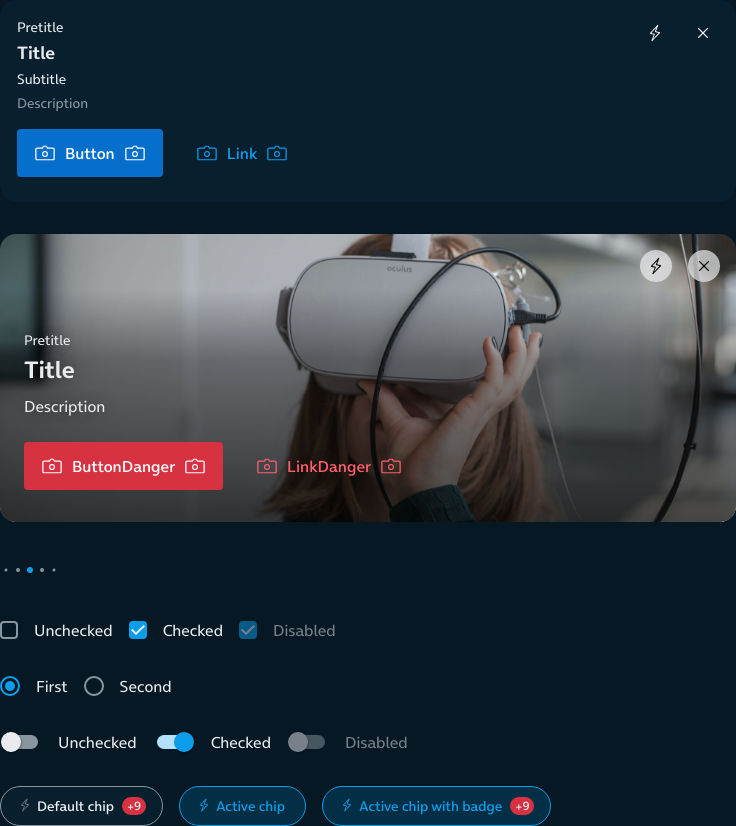 Pretitle
Title
Subtitle
Description
Button Link
oculus
Pretitle
Title
Description
ButtonDanger LinkDanger
Unchecked Checked Disabled
First Second
Unchecked Checked Disabled
Default chip +9 Active chip Active chip with badge +9